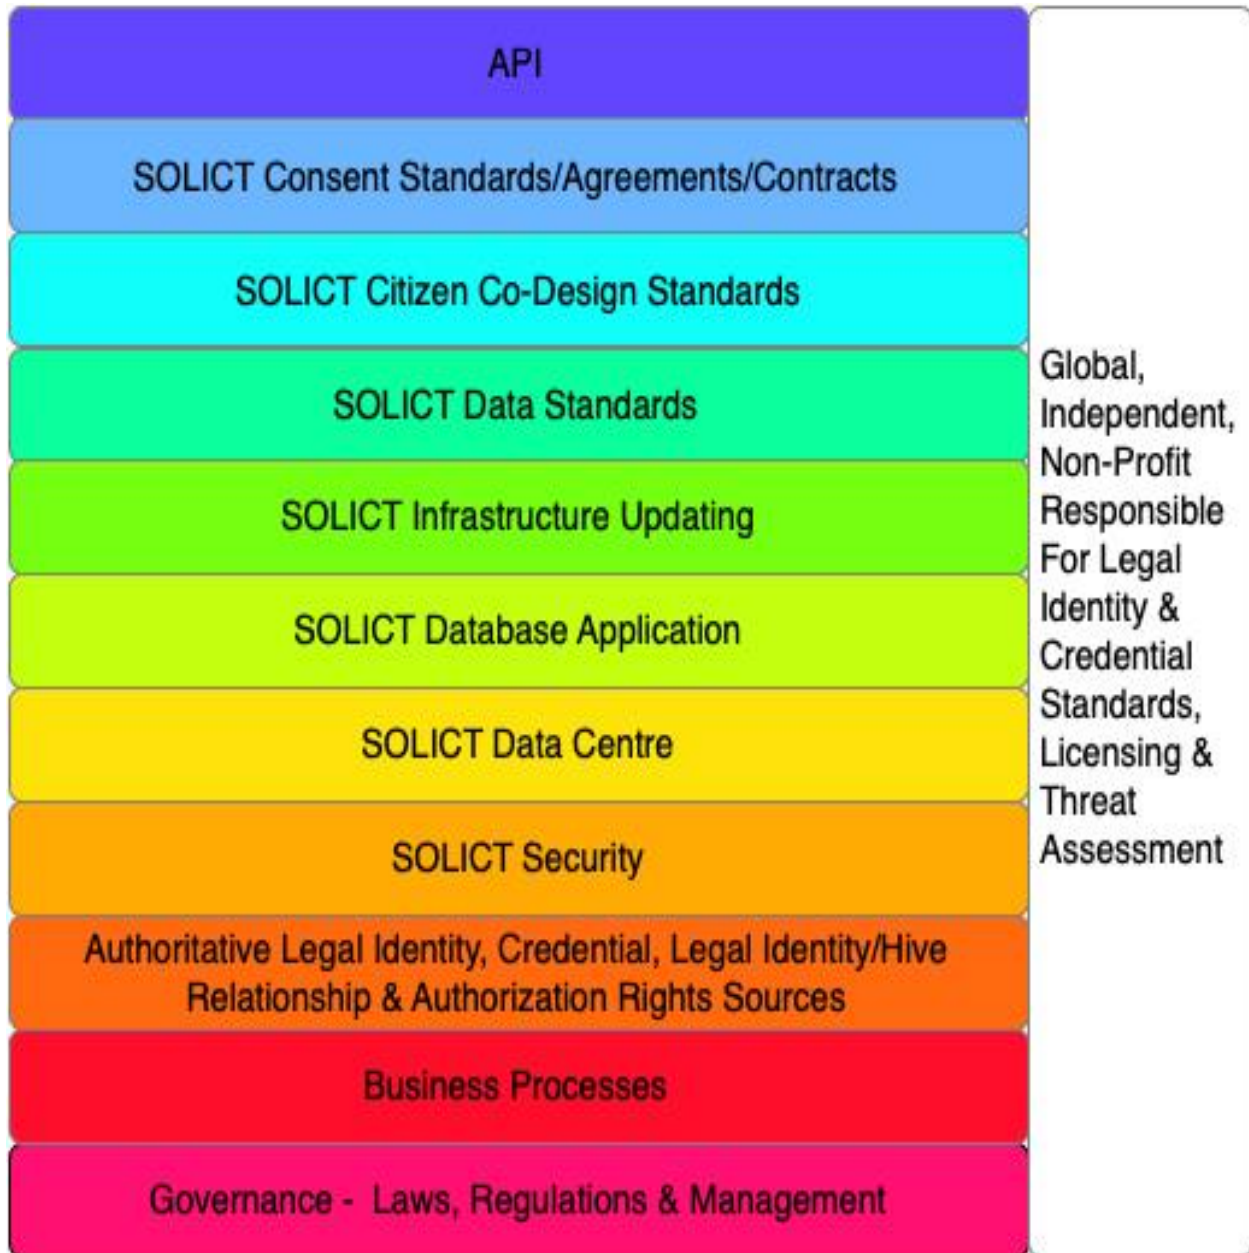 API
SOLICT Consent Standards/Agreements/Contracts
SOLICT Citizen Co-Design Standards
SOLICT Data Standards
SOLICT Infrastructure Updating
SOLICT Database Application
SOLICT Data Centre
SOLICT Security
Authoritative Legal Identity, Credential, Legal Identity/Hive
Relationship & Authorization Rights Sources
Business Processes
Governance -  Laws, Regulations & Management
Global,
Independent,
Non-Profit
Responsible
For Legal
Identity &
Credential
Standards,
Licensing &
Threat
Assessment